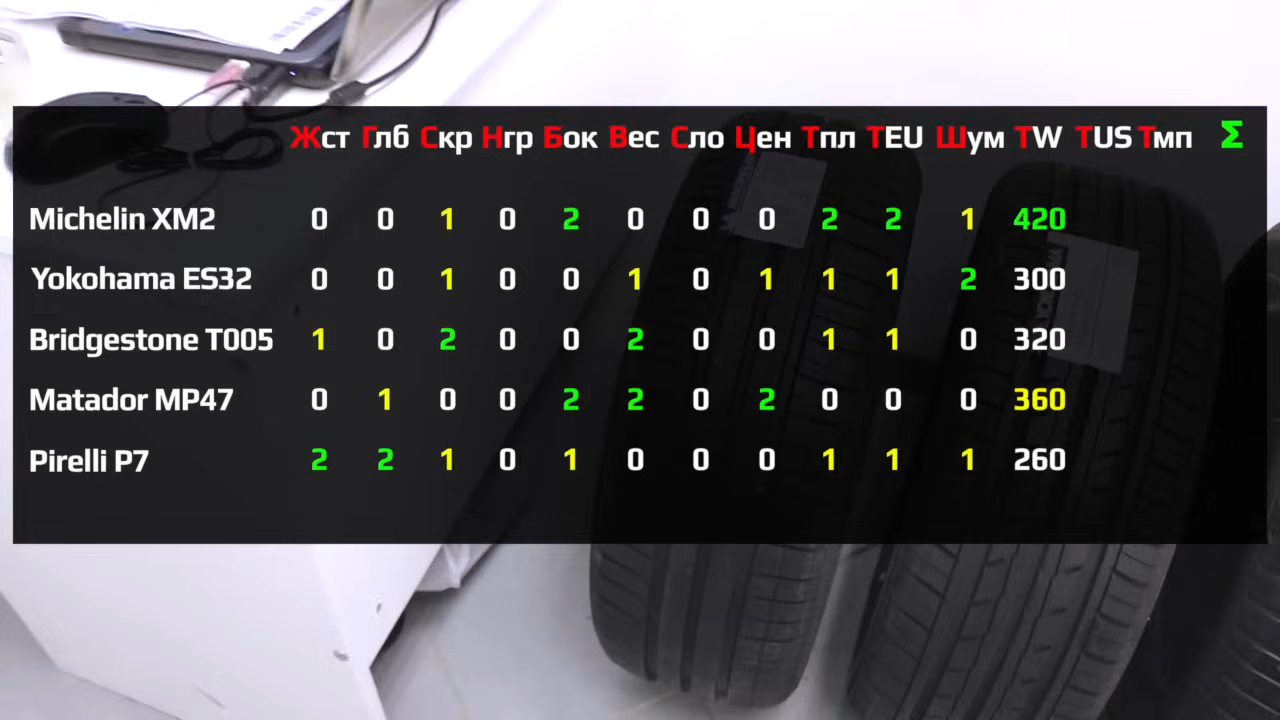 Жст Глб Скр Нгр Бок Вес Сло Цен Тпл TEU Шум TW TUS Тмп Σ
Michelin XM2 0 0 1 0 2 0 0 0 2 2 1 420
Yokohama ES32 0 0 1 0 0 1 0 1 1 1 2 300
Bridgestone T005 1 0 2 0 0 2 0 0 1 1 0 320
Matador MP47 0 1 0 0 2 2 0 2 0 0 0 360
Pirelli P7 2 2 1 0 1 0 0 0 1 1 1 260